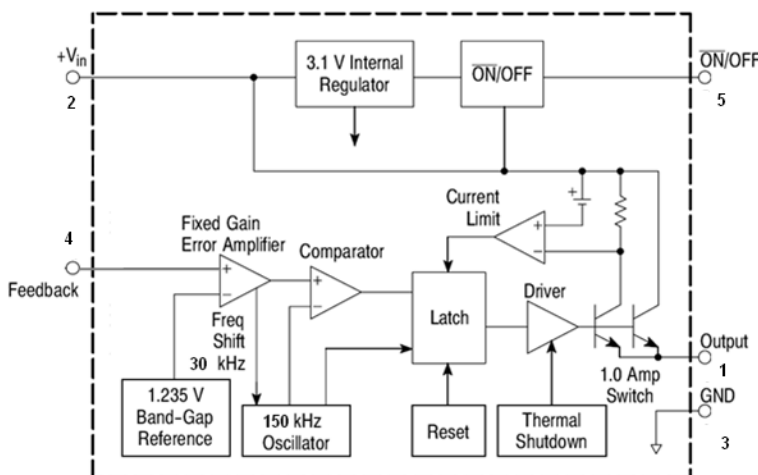 +Vin
2
3.1 V Internal
Regulator
ON/OFF
ON/OFF
5
Current
Limit
+
+
−
4
Feedback
Fixed Gain
Error Amplifier
+
−
Comparator
+
−
Freq
Shift
30 kHz
Latch
Driver
Output
1
1.0 Amp
Switch
GND
3
1.235 V
Band-Gap
Reference
150 kHz
Oscillator
Reset
Thermal
Shutdown